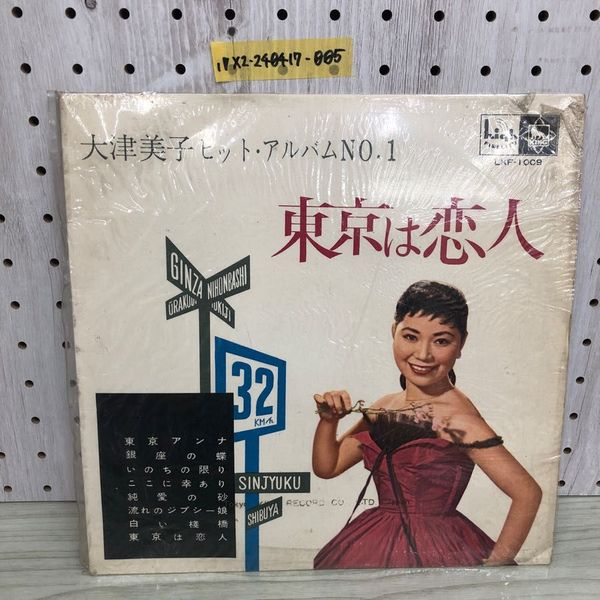 17X2-240417-005
大津美子ヒット・アルバムNO.1
high
KING
LKF-1009
東京は恋人
GINZA
NIHONBASHI
32
KM/h
SINJYUKU
SHIBUYA
RECORD CO. LTD.
東京アンナ
銀座の蝶
いのちの限り
ここに幸あり
純愛の砂
流れのジプシー娘
白い桟橋
東京は恋人